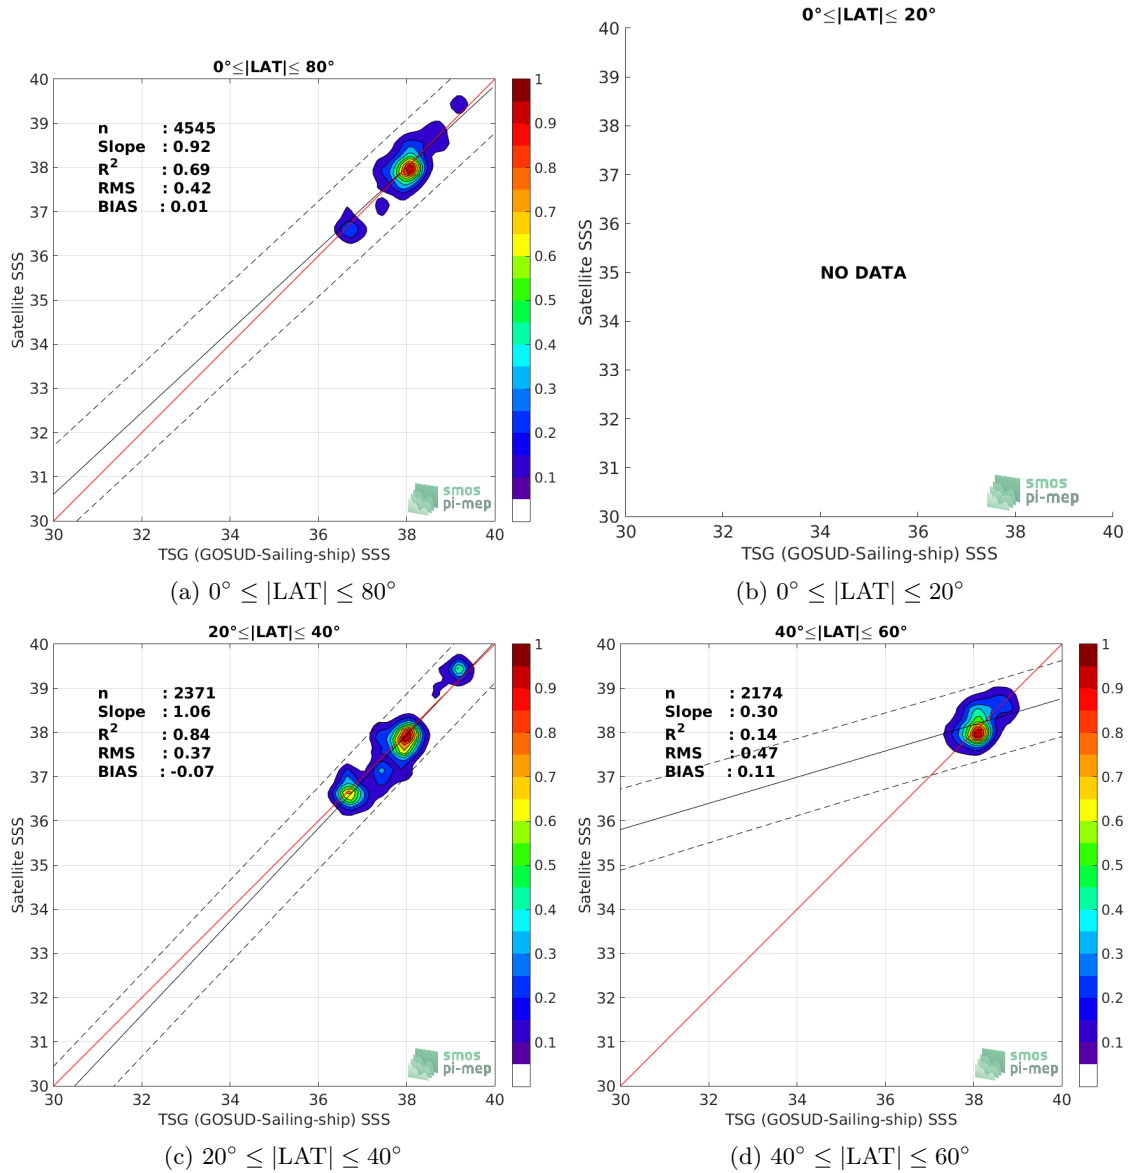 0°≤|LAT|≤ 80°
40
39
38
37
36
35
34
33
32
31
30
Satellite SSS
n : 4545
Slope : 0.92
R² : 0.69
RMS : 0.42
BIAS : 0.01
1
0.9
0.8
0.7
0.6
0.5
0.4
0.3
0.2
0.1
smos
pi-mep
30 32 34 36 38 40
TSG (GOSUD-Sailing-ship) SSS
(a) 0° ≤ |LAT| ≤ 80°
0°≤|LAT|≤ 20°
40
39
38
37
36
35
34
33
32
31
30
Satellite SSS
NO DATA
smos
pi-mep
30 32 34 36 38 40
TSG (GOSUD-Sailing-ship) SSS
(b) 0° ≤ |LAT| ≤ 20°
20°≤|LAT|≤ 40°
40
39
38
37
36
35
34
33
32
31
30
Satellite SSS
n : 2371
Slope : 1.06
R² : 0.84
RMS : 0.37
BIAS : -0.07
1
0.9
0.8
0.7
0.6
0.5
0.4
0.3
0.2
0.1
smos
pi-mep
30 32 34 36 38 40
TSG (GOSUD-Sailing-ship) SSS
(c) 20° ≤ |LAT| ≤ 40°
40°≤|LAT|≤ 60°
40
39
38
37
36
35
34
33
32
31
30
Satellite SSS
n : 2174
Slope : 0.30
R² : 0.14
RMS : 0.47
BIAS : 0.11
1
0.9
0.8
0.7
0.6
0.5
0.4
0.3
0.2
0.1
smos
pi-mep
30 32 34 36 38 40
TSG (GOSUD-Sailing-ship) SSS
(d) 40° ≤ |LAT| ≤ 60°